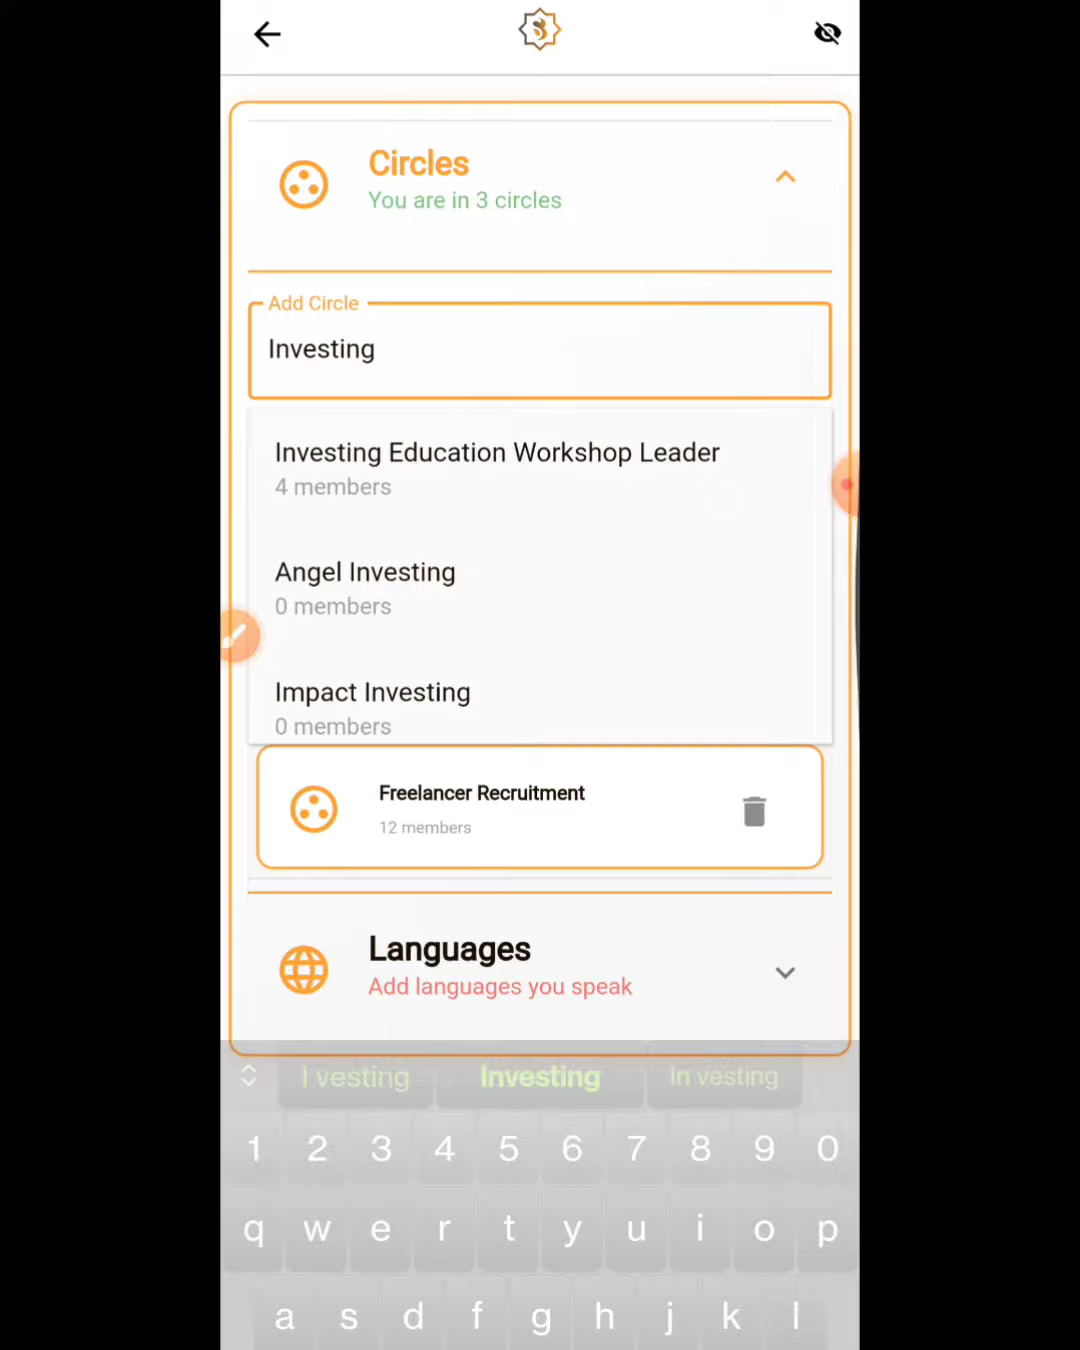 Circles
You are in 3 circles
Add Circle
Investing
Investing Education Workshop Leader
4 members
Angel Investing
0 members
Impact Investing
0 members
Freelancer Recruitment
12 members
Languages
Add languages you speak
I vesting Investing In vesting
1 2 3 4 5 6 7 8 9 0
q w e r t y u i o p
a s d f g h j k l